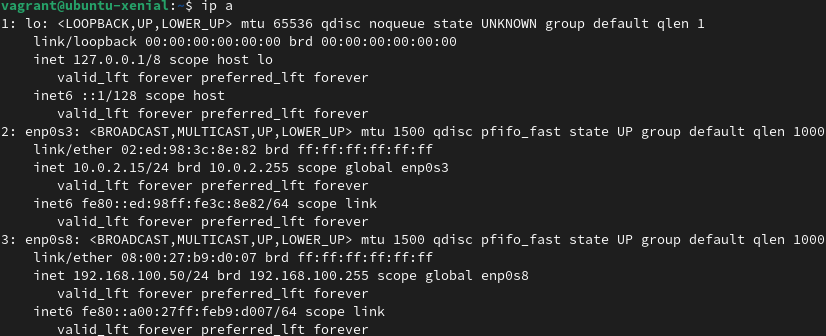 vagrant@ubuntu-xenial:~$ ip a
1: lo: <LOOPBACK,UP,LOWER_UP> mtu 65536 qdisc noqueue state UNKNOWN group default qlen 1
    link/loopback 00:00:00:00:00:00 brd 00:00:00:00:00:00
    inet 127.0.0.1/8 scope host lo
       valid_lft forever preferred_lft forever
    inet6 ::1/128 scope host
       valid_lft forever preferred_lft forever
2: enp0s3: <BROADCAST,MULTICAST,UP,LOWER_UP> mtu 1500 qdisc pfifo_fast state UP group default qlen 1000
    link/ether 02:ed:98:3c:8e:82 brd ff:ff:ff:ff:ff:ff
    inet 10.0.2.15/24 brd 10.0.2.255 scope global enp0s3
       valid_lft forever preferred_lft forever
    inet6 fe80::ed:98ff:fe3c:8e82/64 scope link
       valid_lft forever preferred_lft forever
3: enp0s8: <BROADCAST,MULTICAST,UP,LOWER_UP> mtu 1500 qdisc pfifo_fast state UP group default qlen 1000
    link/ether 08:00:27:b9:d0:07 brd ff:ff:ff:ff:ff:ff
    inet 192.168.100.50/24 brd 192.168.100.255 scope global enp0s8
       valid_lft forever preferred_lft forever
    inet6 fe80::a00:27ff:feb9:d007/64 scope link
       valid_lft forever preferred_lft forever